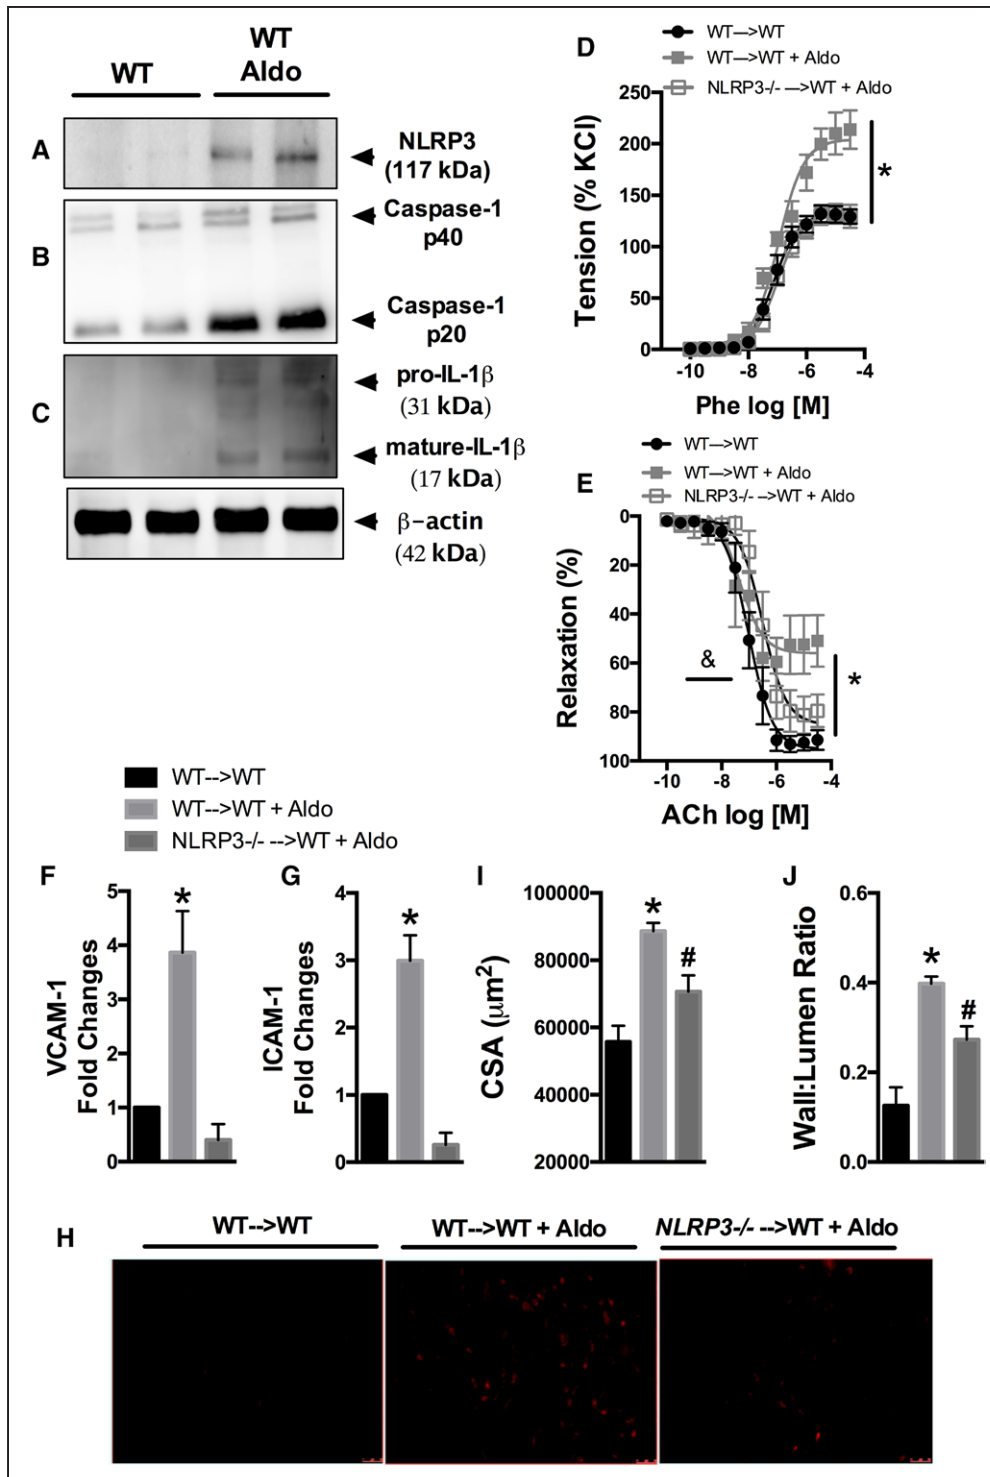 WT
WT
Aldo
A
NLRP3
(117 kDa)
B
Caspase-1
p40
Caspase-1
p20
C
pro-IL-1β
(31 kDa)
mature-IL-1β
(17 kDa)
β-actin
(42 kDa)
D
WT-->WT
WT-->WT + Aldo
NLRP3-/- -->WT + Aldo
Tension (% KCl)
250
200
150
100
50
0
*
-10
-8
-6
-4
Phe log [M]
E
WT-->WT
WT-->WT + Aldo
NLRP3-/- -->WT + Aldo
Relaxation (%)
0
20
40
60
80
100
&
*
-10
-8
-6
-4
ACh log [M]
WT-->WT
WT-->WT + Aldo
NLRP3-/- -->WT + Aldo
F
VCAM-1
Fold Changes
5
4
3
2
1
0
*
G
ICAM-1
Fold Changes
4
3
2
1
0
*
I
CSA (μm²)
100000
80000
60000
40000
20000
*
#
J
Wall:Lumen Ratio
0.6
0.4
0.2
0.0
*
#
H
WT-->WT
WT-->WT + Aldo
NLRP3-/- -->WT + Aldo